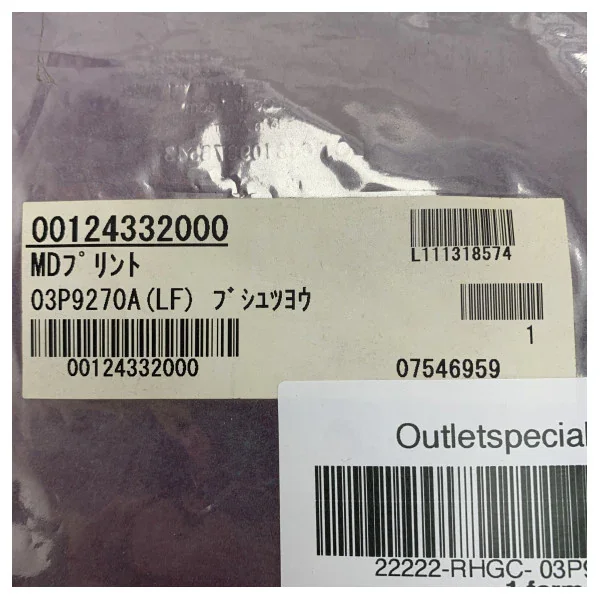 00124332000
MDプリント
03P9270A(LF) ブシュツヨウ
00124332000
L111318574
1
07546959
Outletspecial
22222-RHGC- 03P9